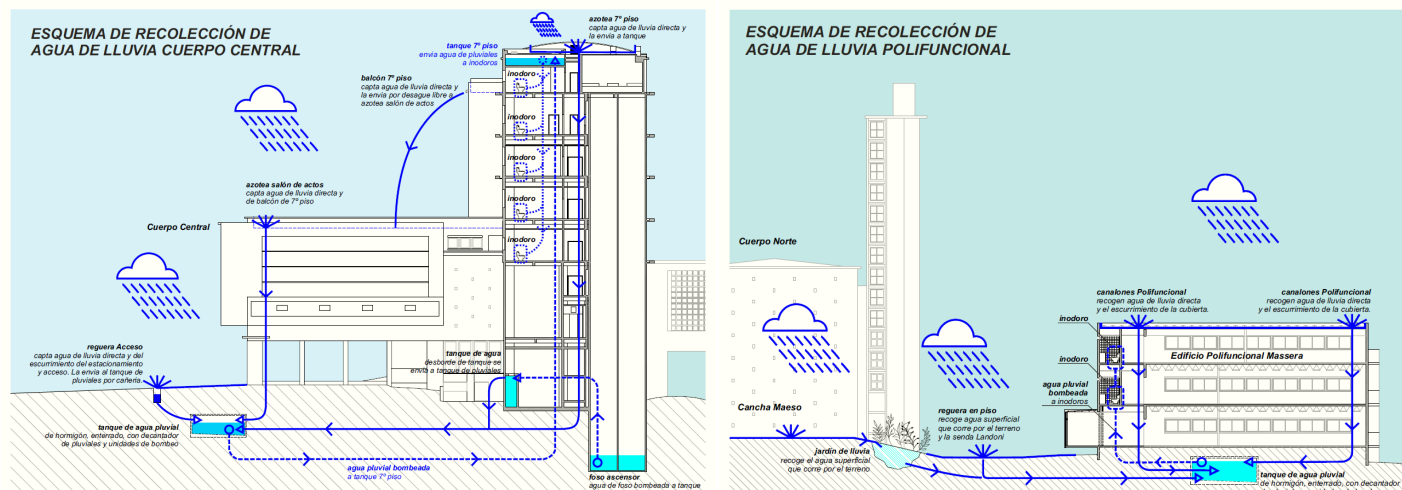 ESQUEMA DE RECOLECCIÓN DE
AGUA DE LLUVIA CUERPO CENTRAL
azotea 7º piso
capta agua de lluvia directa y
la envia a tanque
tanque 7º piso
envia agua de pluviales
a inodoros
balcón 7º piso
capta agua de lluvia directa y
la envia por desague libre a
azotea salón de actos
inodoro
inodoro
inodoro
inodoro
inodoro
azotea salón de actos
capta agua de lluvia directa y
de balcón de 7º piso
Cuerpo Central
reguera Acceso
capta agua de lluvia directa y del
escurrimiento del estacionamiento
y acceso. La envia al tanque de
pluviales por cañeria.
tanque de agua
desborde de tanque se
envia a tanque de pluviales
tanque de agua pluvial
de hormigón, enterrado, con decantador
de pluviales y unidades de bombeo
agua pluvial bombeada
a tanque 7º piso
foso ascensor
agua de foso bombeada a tanque
ESQUEMA DE RECOLECCIÓN DE
AGUA DE LLUVIA POLIFUNCIONAL
Cuerpo Norte
canalones Polifuncional
recogen agua de lluvia directa
y el escurrimiento de la cubierta.
canalones Polifuncional
recogen agua de lluvia directa
y el escurrimiento de la cubierta.
inodoro
Edificio Polifuncional Massera
inodoro
agua pluvial
bombeada
a inodoros
Cancha Maeso
reguera en piso
recoge agua superficial
que corre por el terreno
y la senda Landoni
jardín de lluvia
recoge el agua superficial
que corre por el terreno
tanque de agua pluvial
de hormigón, enterrado, con decantador